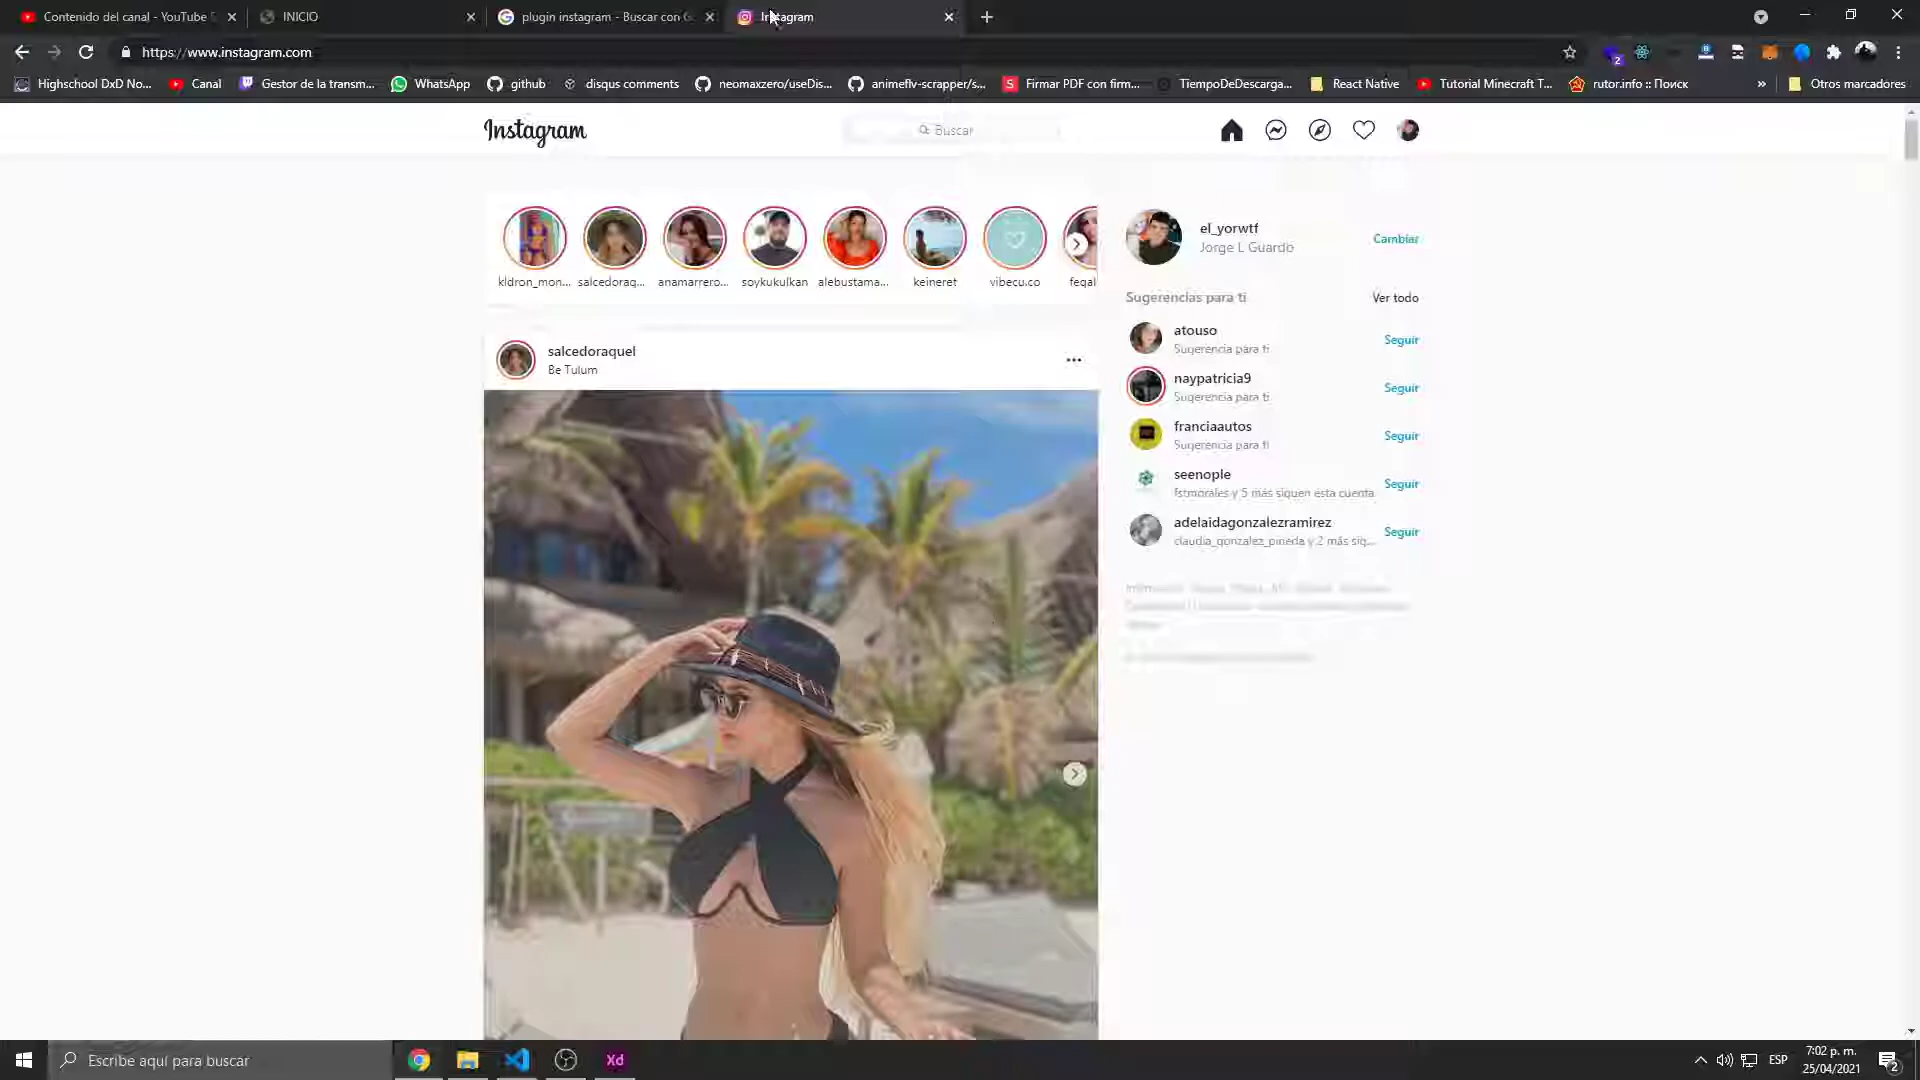 Contenido del canal - YouTube
INICIO
plugin instagram - Buscar con G
Instagram
https://www.instagram.com
2
Highschool DxD No...
Canal
Gestor de la transm...
WhatsApp
github
disqus comments
neomaxzero/useDis...
animeflv-scrapper/s...
S
Firmar PDF con firm...
TiempoDeDescarga...
React Native
Tutorial Minecraft T...
rutor.info :: Поиск
»
Otros marcadores
Instagram
Buscar
kldron_mon...
salcedoraq...
anamarrero...
soykukulkan
alebustama...
keineret
vibecu.co
feqal
el_yorwtf
Jorge L Guardo
Cambiar
Sugerencias para ti
Ver todo
atouso
Sugerencia para ti
Seguir
naypatricia9
Sugerencia para ti
Seguir
franciaautos
Sugerencia para ti
Seguir
seenople
fstmorales y 5 más siguen esta cuenta
Seguir
adelaidagonzalezramirez
claudia_gonzalez_pineda y 2 más sig...
Seguir
salcedoraquel
Be Tulum
Escribe aquí para buscar
Xd
ESP
7:02 p. m.
25/04/2021
2